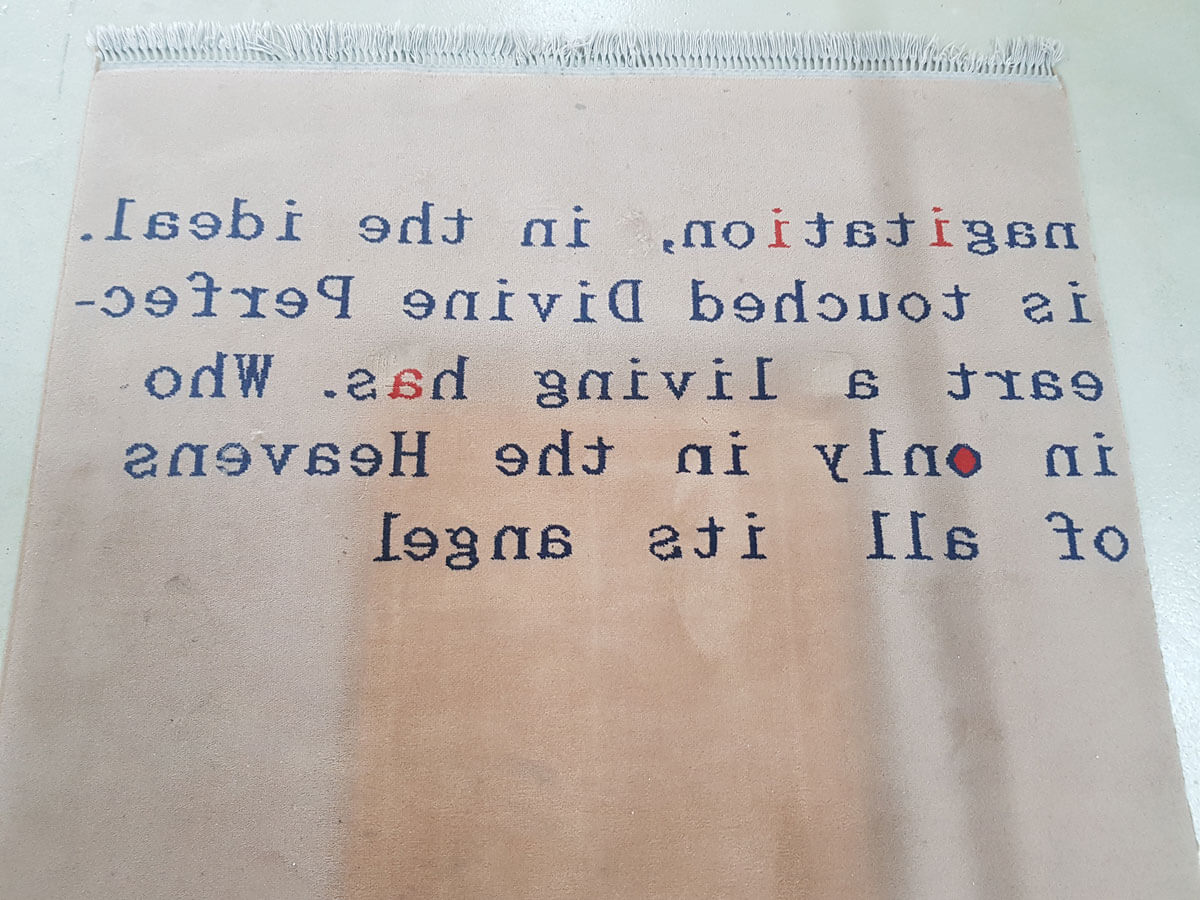 nagitation, in the ideal.
is touched Divine Perfec-
eart a living has. Who
in only in the Heavens
of all its angel